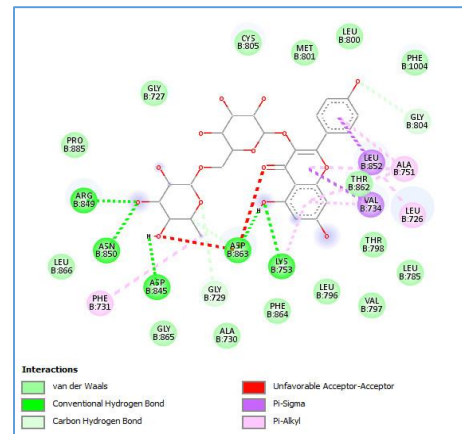 LEU
B:800
CYS
B:805
MET
B:801
PHE
B:1004
GLY
B:727
GLY
B:804
PRO
B:885
LEU
B:852
ALA
B:751
THR
B:862
ARG
B:849
VAL
B:734
LEU
B:726
ASN
B:850
ASP
B:863
THR
B:798
LYS
B:753
LEU
B:866
ASP
B:845
LEU
B:785
GLY
B:729
LEU
B:796
PHE
B:731
PHE
B:864
VAL
B:797
GLY
B:865
ALA
B:730
H
H
Interactions
van der Waals
Unfavorable Acceptor-Acceptor
Conventional Hydrogen Bond
Pi-Sigma
Carbon Hydrogen Bond
Pi-Alkyl